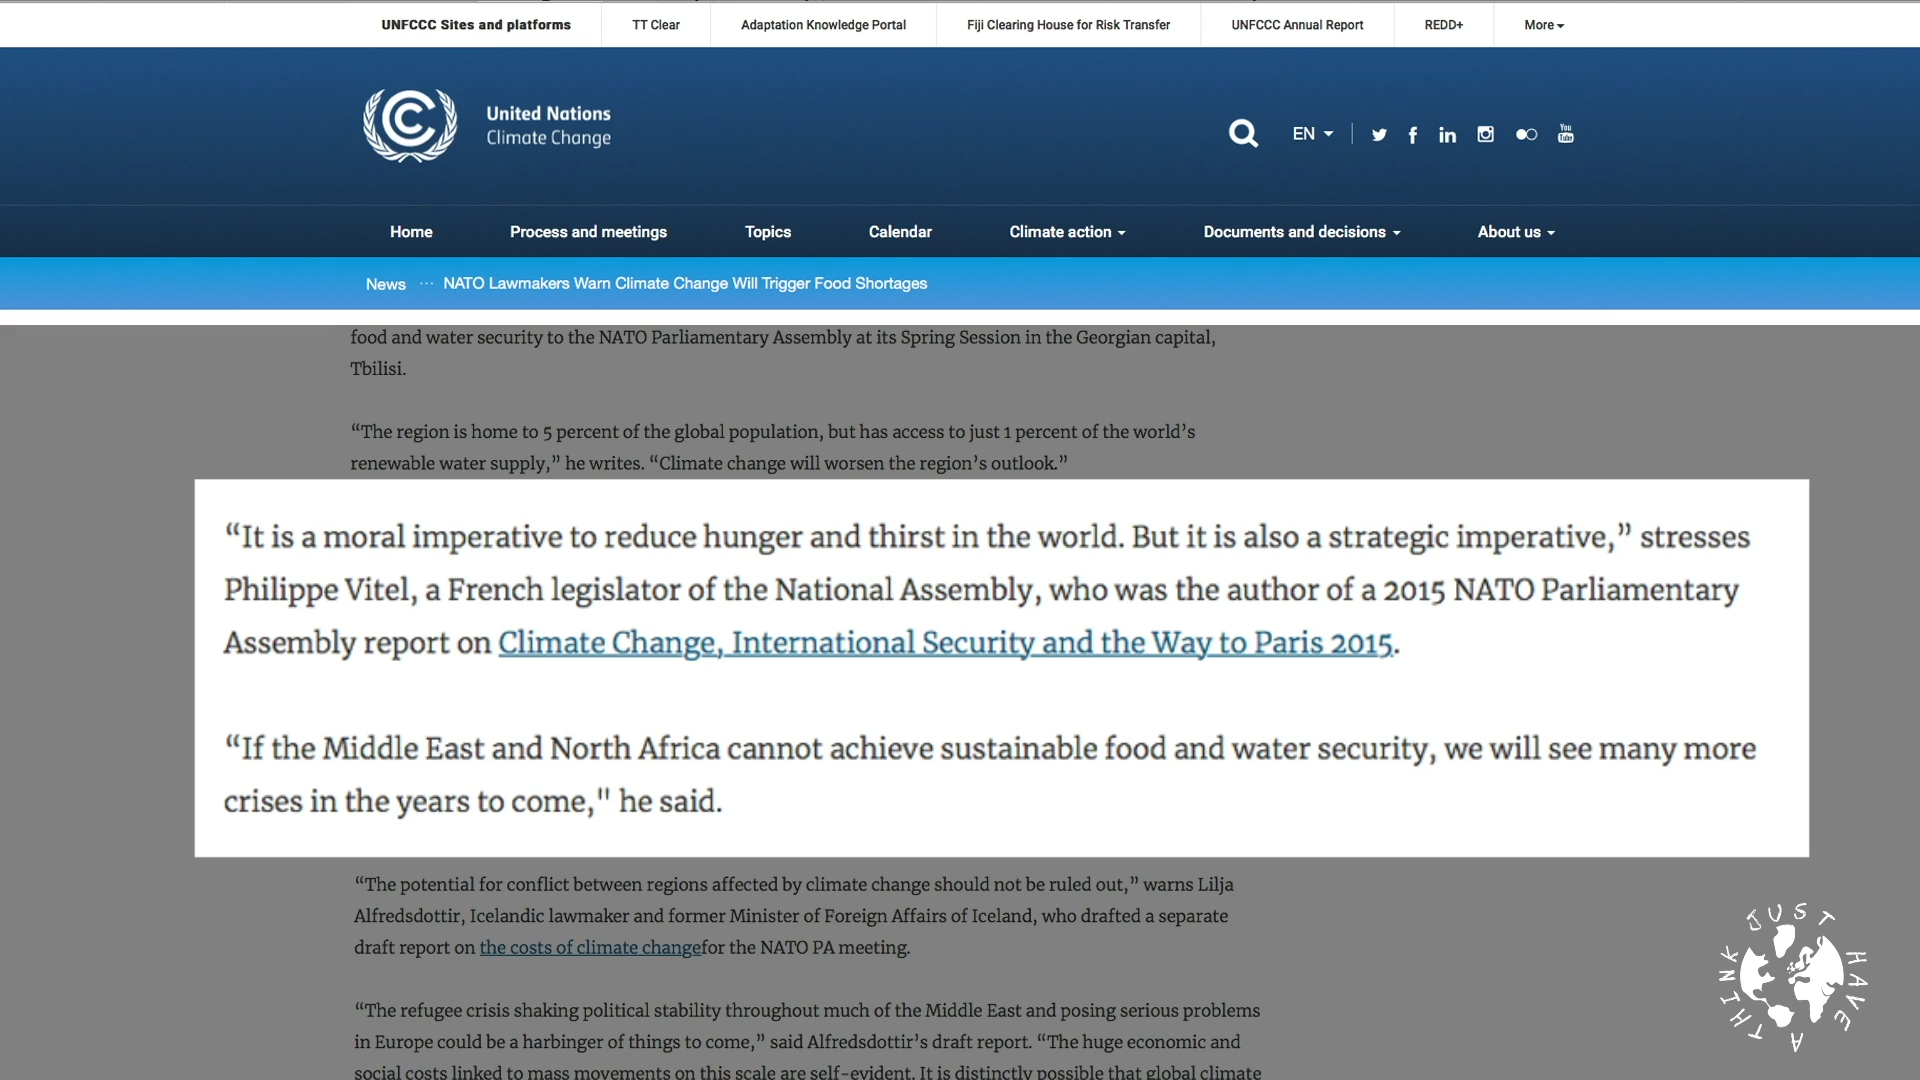 UNFCCC Sites and platforms TT Clear Adaptation Knowledge Portal Fiji Clearing House for Risk Transfer UNFCCC Annual Report REDD+ More
United Nations
Climate Change
EN
You
Tube
Home Process and meetings Topics Calendar Climate action Documents and decisions About us
News ··· NATO Lawmakers Warn Climate Change Will Trigger Food Shortages
food and water security to the NATO Parliamentary Assembly at its Spring Session in the Georgian capital,
Tbilisi.
“The region is home to 5 percent of the global population, but has access to just 1 percent of the world’s
renewable water supply,” he writes. “Climate change will worsen the region’s outlook.”
“It is a moral imperative to reduce hunger and thirst in the world. But it is also a strategic imperative,” stresses
Philippe Vitel, a French legislator of the National Assembly, who was the author of a 2015 NATO Parliamentary
Assembly report on Climate Change, International Security and the Way to Paris 2015.
“If the Middle East and North Africa cannot achieve sustainable food and water security, we will see many more
crises in the years to come," he said.
“The potential for conflict between regions affected by climate change should not be ruled out,” warns Lilja
Alfredsdottir, Icelandic lawmaker and former Minister of Foreign Affairs of Iceland, who drafted a separate
draft report on the costs of climate changefor the NATO PA meeting.
“The refugee crisis shaking political stability throughout much of the Middle East and posing serious problems
in Europe could be a harbinger of things to come,” said Alfredsdottir’s draft report. “The huge economic and
social costs linked to mass movements on this scale are self-evident. It is distinctly possible that global climate
JUST HAVE A THINK